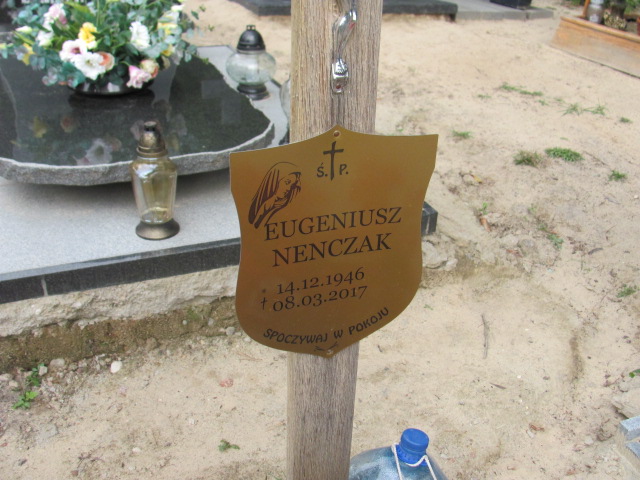 Ś. P.
EUGENIUSZ
NENCZAK
* 14.12.1946
† 08.03.2017
SPOCZYWAJ W POKOJU